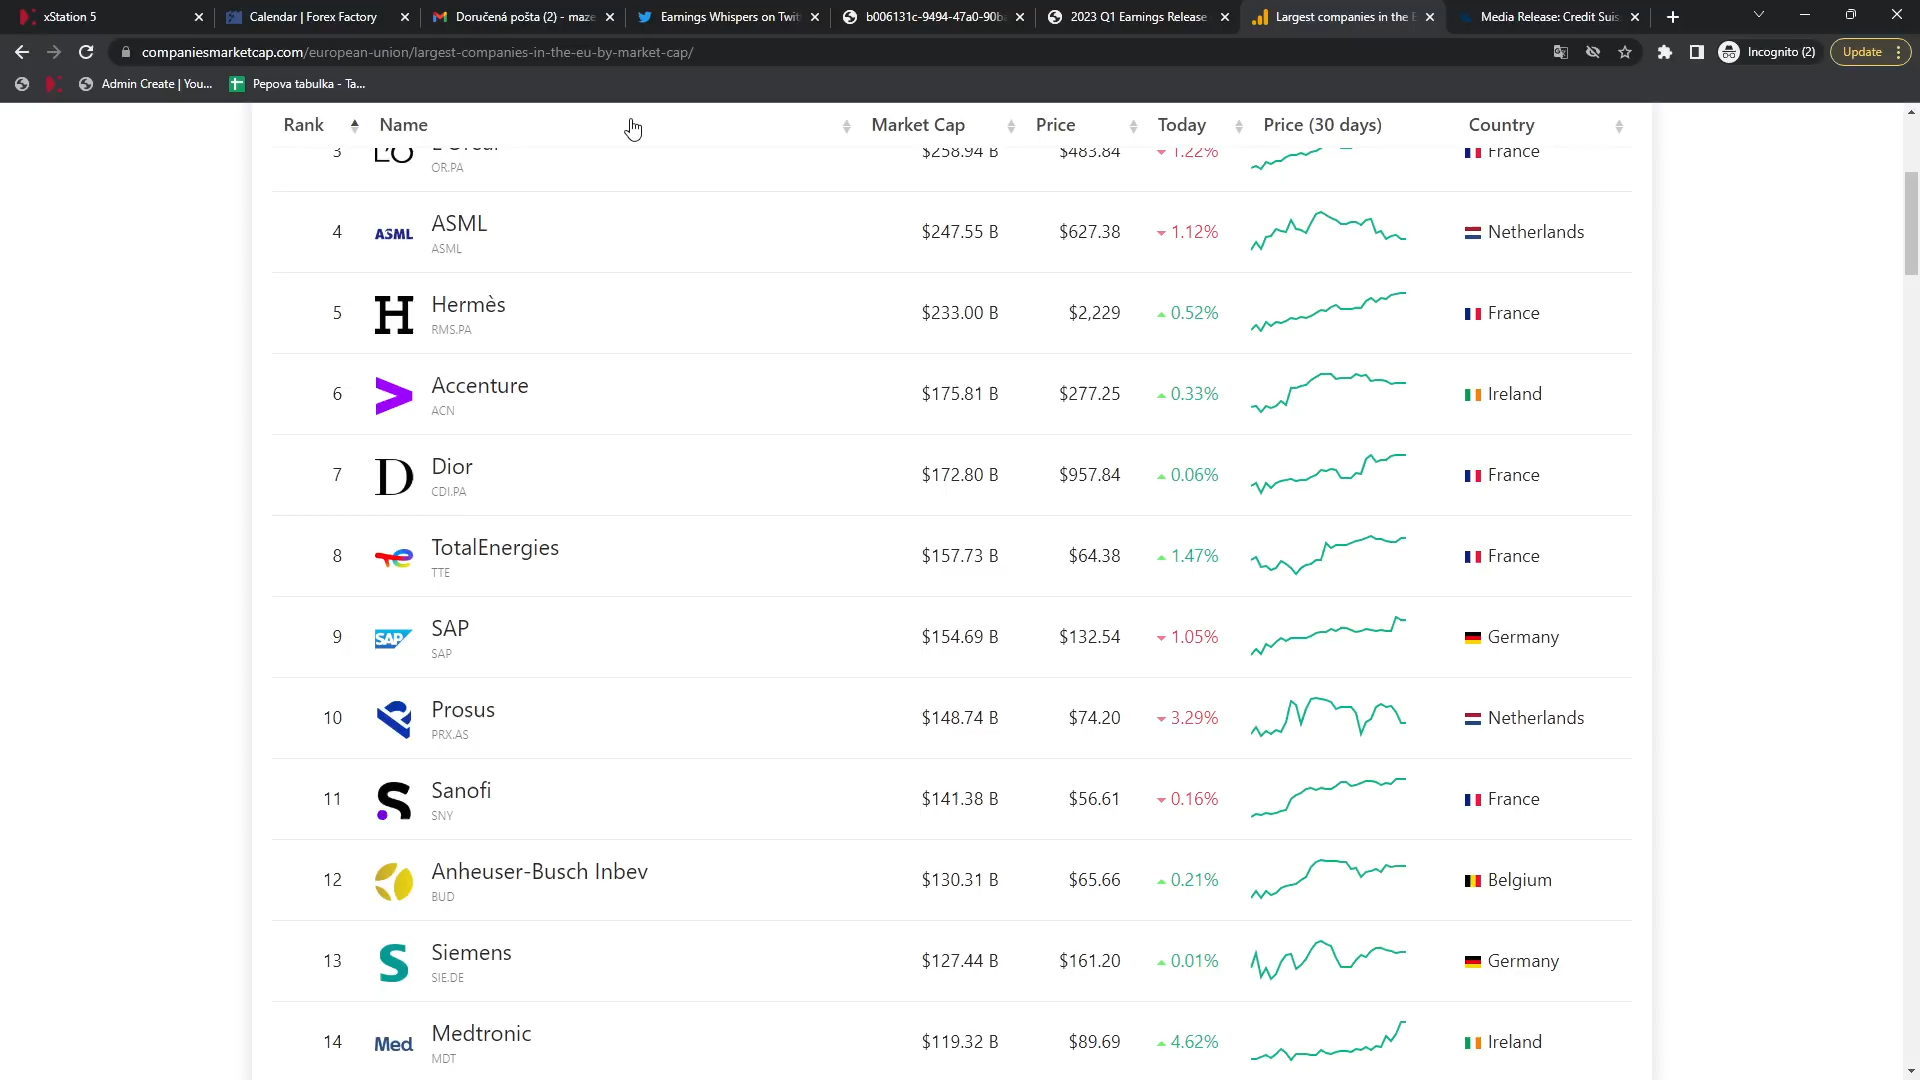 xStation 5
Calendar | Forex Factory
Doručená pošta (2) - maze
Earnings Whispers on Twit
b006131c-9494-47a0-90b
2023 Q1 Earnings Release
Largest companies in the E
Media Release: Credit Suis
companiesmarketcap.com/european-union/largest-companies-in-the-eu-by-market-cap/
Incognito (2)
Update
Admin Create | You...
Pepova tabulka - Ta...
Rank Name Market Cap Price Today Price (30 days) Country
3 L'Oréal $258.94 B $483.84 1.22% France
OR.PA
4 ASML ASML $247.55 B $627.38 1.12% Netherlands
ASML
5 H Hermès $233.00 B $2,229 0.52% France
RMS.PA
6 Accenture $175.81 B $277.25 0.33% Ireland
ACN
7 D Dior $172.80 B $957.84 0.06% France
CDI.PA
8 TotalEnergies $157.73 B $64.38 1.47% France
TTE
9 SAP SAP $154.69 B $132.54 1.05% Germany
SAP
10 Prosus $148.74 B $74.20 3.29% Netherlands
PRX.AS
11 Sanofi $141.38 B $56.61 0.16% France
SNY
12 Anheuser-Busch Inbev $130.31 B $65.66 0.21% Belgium
BUD
13 S Siemens $127.44 B $161.20 0.01% Germany
SIE.DE
14 Med Medtronic $119.32 B $89.69 4.62% Ireland
MDT